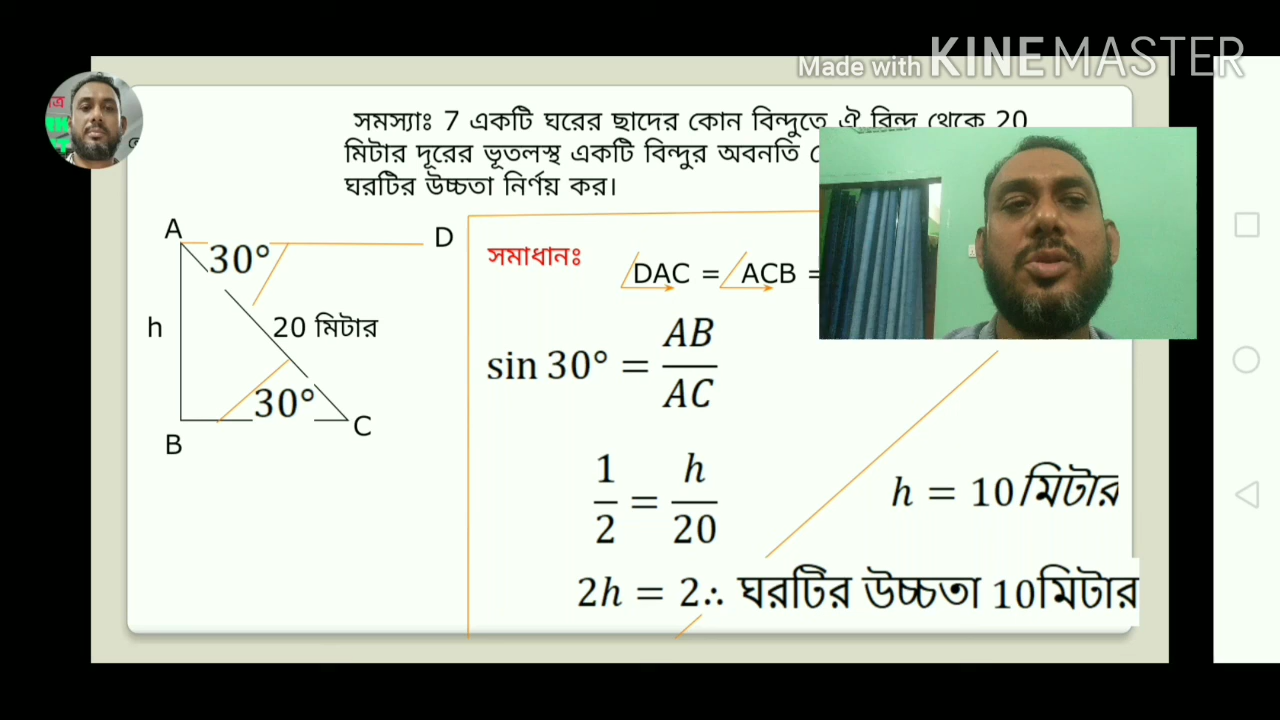 Made with KINEMASTER
সমস্যাঃ 7 একটি ঘরের ছাদের কোন বিন্দুতে ঐ বিন্দু থেকে 20
মিটার দূরের ভূতলস্থ একটি বিন্দুর অবনতি
ঘরটির উচ্চতা নির্ণয় কর।
A
D
30°
h
20 মিটার
30°
B
C
সমাধানঃ
DAC = ACB =
sin 30° = AB/AC
1/2 = h/20
h = 10 মিটার
2h = 2∴ ঘরটির উচ্চতা 10মিটার